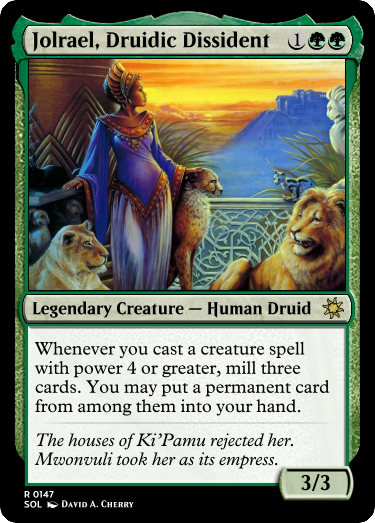 Jolrael, Druidic Dissident 1
Legendary Creature — Human Druid
Whenever you cast a creature spell
with power 4 or greater, mill three
cards. You may put a permanent card
from among them into your hand.
The houses of Ki’Pamu rejected her.
Mwonvuli took her as its empress.
3/3
R 0147
SOL DAVID A. CHERRY